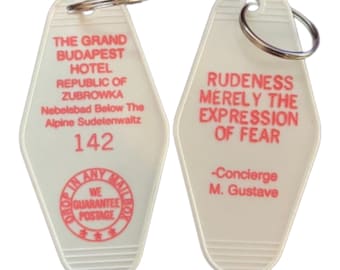 THE GRAND
BUDAPEST
HOTEL
REPUBLIC OF
ZUBROWKA
Nebelsbad Below The
Alpine Sudetenwaltz
142
DROP IN ANY MAILBOX
WE
GUARANTEE
POSTAGE
RUDENESS
MERELY THE
EXPRESSION
OF FEAR
-Concierge
M. Gustave